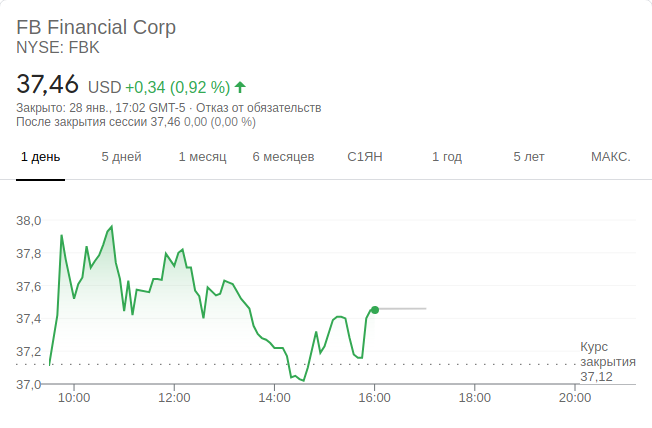 FB Financial Corp
NYSE: FBK
37,46 USD +0,34 (0,92 %)
Закрыто: 28 янв., 17:02 GMT-5 · Отказ от обязательств
После закрытия сессии 37,46 0,00 (0,00 %)
1 день 5 дней 1 месяц 6 месяцев С1ЯН 1 год 5 лет МАКС.
38,0
37,8
37,6
37,4
37,2
37,0
Курс
закрытия
37,12
10:00 12:00 14:00 16:00 18:00 20:00